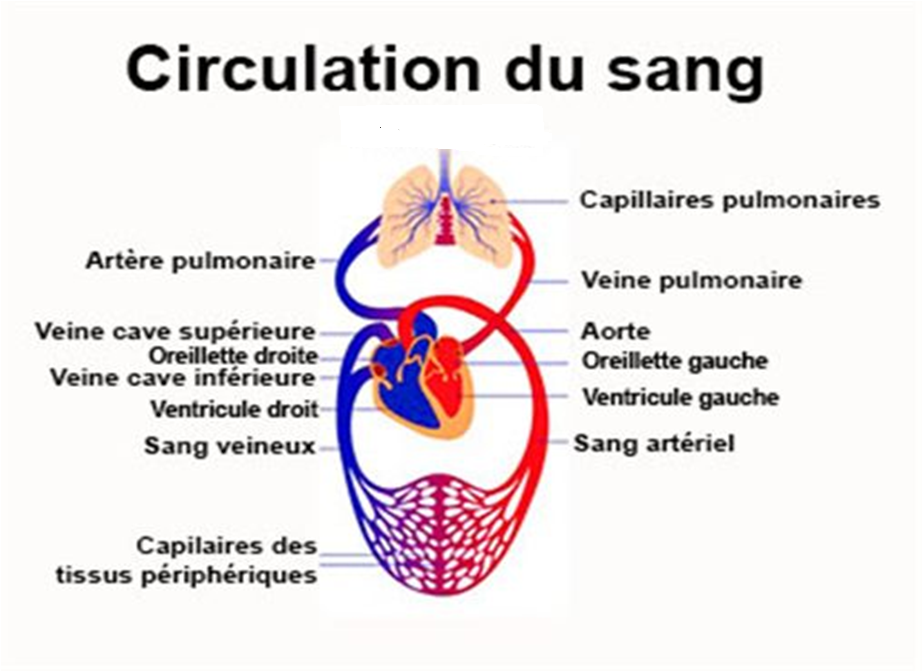 Circulation du sang
Capillaires pulmonaires
Artère pulmonaire
Veine pulmonaire
Veine cave supérieure
Aorte
Oreillette droite
Oreillette gauche
Veine cave inférieure
Ventricule gauche
Ventricule droit
Sang artériel
Sang veineux
Capilaires des
tissus périphériques